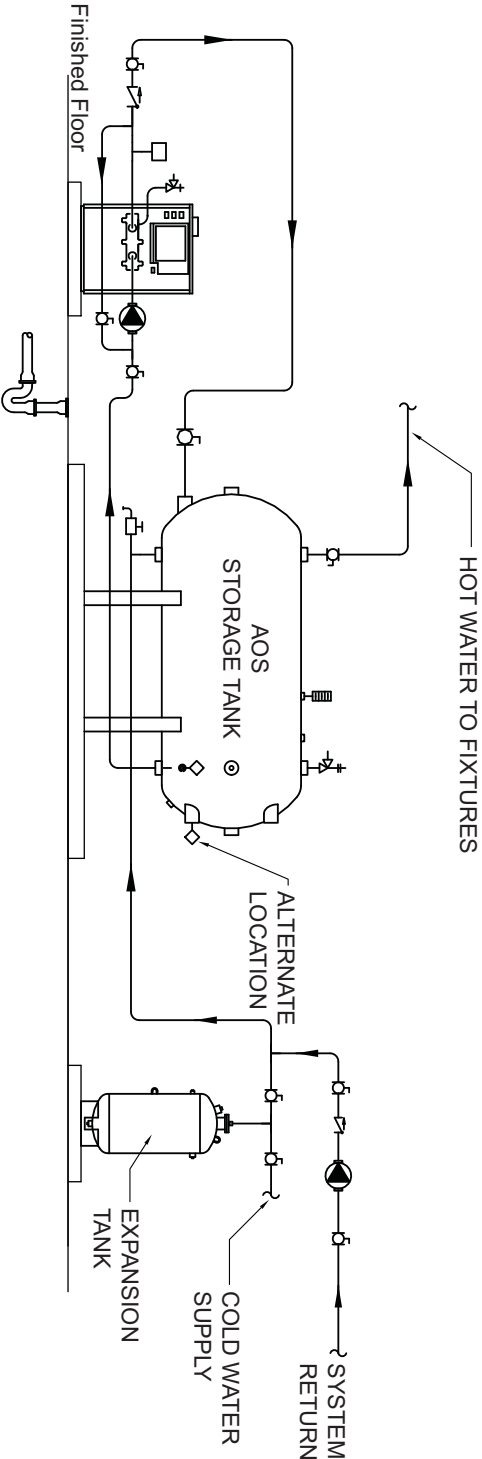 HOT WATER TO FIXTURES
AOS
STORAGE TANK
ALTERNATE
LOCATION
SYSTEM
RETURN
COLD WATER
SUPPLY
EXPANSION
TANK
Finished Floor